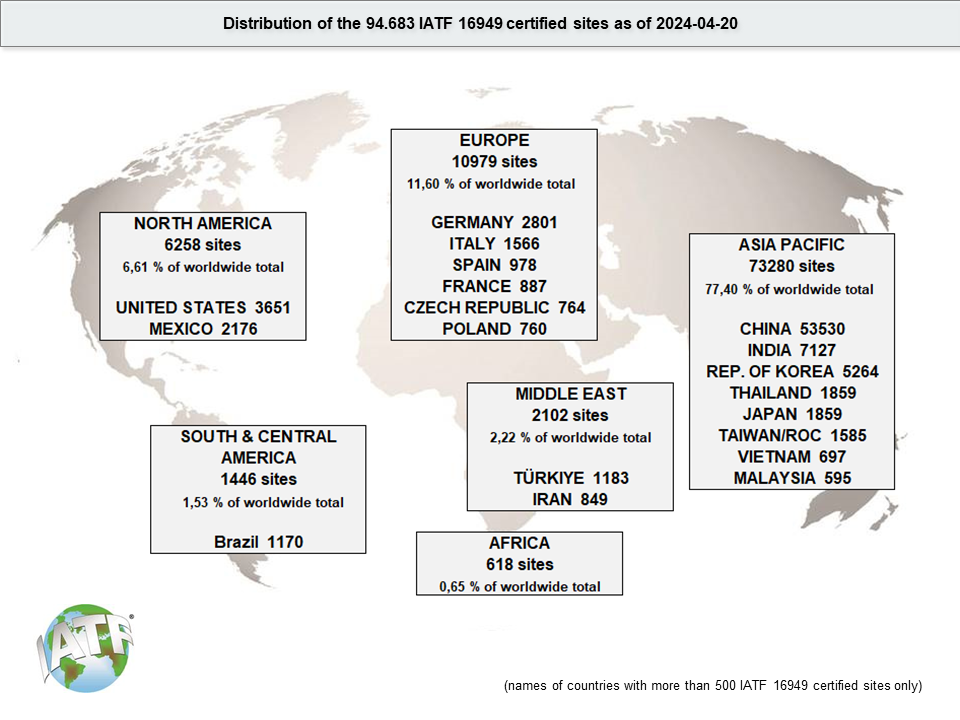 Distribution of the 94.683 IATF 16949 certified sites as of 2024-04-20
EUROPE
10979 sites
11,60 % of worldwide total
GERMANY 2801
ITALY 1566
SPAIN 978
FRANCE 887
CZECH REPUBLIC 764
POLAND 760
NORTH AMERICA
6258 sites
6,61 % of worldwide total
UNITED STATES 3651
MEXICO 2176
ASIA PACIFIC
73280 sites
77,40 % of worldwide total
CHINA 53530
INDIA 7127
REP. OF KOREA 5264
THAILAND 1859
JAPAN 1859
TAIWAN/ROC 1585
VIETNAM 697
MALAYSIA 595
MIDDLE EAST
2102 sites
2,22 % of worldwide total
TÜRKIYE 1183
IRAN 849
SOUTH & CENTRAL
AMERICA
1446 sites
1,53 % of worldwide total
Brazil 1170
AFRICA
618 sites
0,65 % of worldwide total
IATF®
(names of countries with more than 500 IATF 16949 certified sites only)